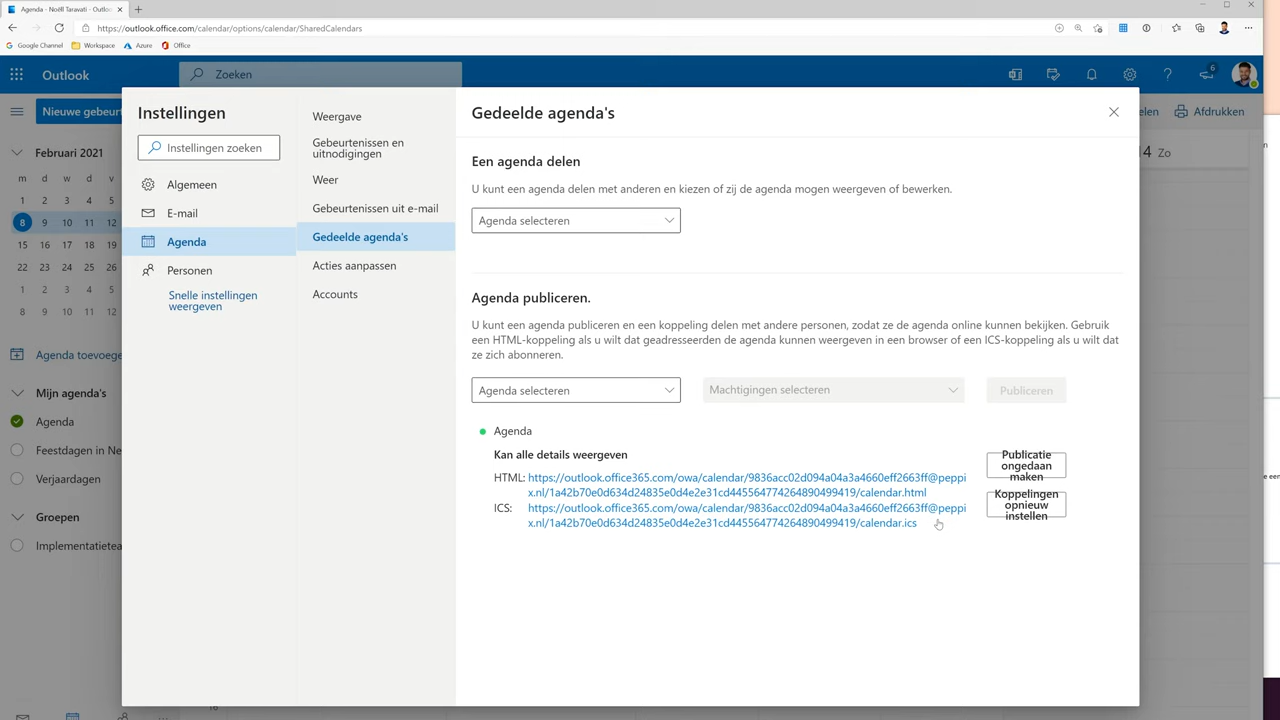 Agenda - Noëll Taravati - Outloo
https://outlook.office.com/calendar/options/calendar/SharedCalendars
Google Channel
Workspace
Azure
Office
Outlook
Zoeken
6
Nieuwe gebeurt
Afdrukken
Februari 2021
m d d v
1 2 3 4 5
8 9 10 11 12
15 16 17 18 19
22 23 24 25 26
1 2 3 4 5
8 9 10 11 12
Agenda toevoege
Mijn agenda's
Agenda
Feestdagen in Ne
Verjaardagen
Groepen
Implementatietea
Instellingen
Instellingen zoeken
Algemeen
E-mail
Agenda
Personen
Snelle instellingen
weergeven
Weergave
Gebeurtenissen en
uitnodigingen
Weer
Gebeurtenissen uit e-mail
Gedeelde agenda's
Acties aanpassen
Accounts
Gedeelde agenda's
Een agenda delen
U kunt een agenda delen met anderen en kiezen of zij de agenda mogen weergeven of bewerken.
Agenda selecteren
Agenda publiceren.
U kunt een agenda publiceren en een koppeling delen met andere personen, zodat ze de agenda online kunnen bekijken. Gebruik
een HTML-koppeling als u wilt dat geadresseerden de agenda kunnen weergeven in een browser of een ICS-koppeling als u wilt dat
ze zich abonneren.
Agenda selecteren
Machtigingen selecteren
Publiceren
Agenda
Kan alle details weergeven
HTML: https://outlook.office365.com/owa/calendar/9836acc02d094a04a3a4660eff2663ff@peppi
x.nl/1a42b70e0d634d24835e0d4e2e31cd445564774264890499419/calendar.html
ICS: https://outlook.office365.com/owa/calendar/9836acc02d094a04a3a4660eff2663ff@peppi
x.nl/1a42b70e0d634d24835e0d4e2e31cd445564774264890499419/calendar.ics
Publicatie
ongedaan
maken
Koppelingen
opnieuw
instellen
elen
14 Zo
16